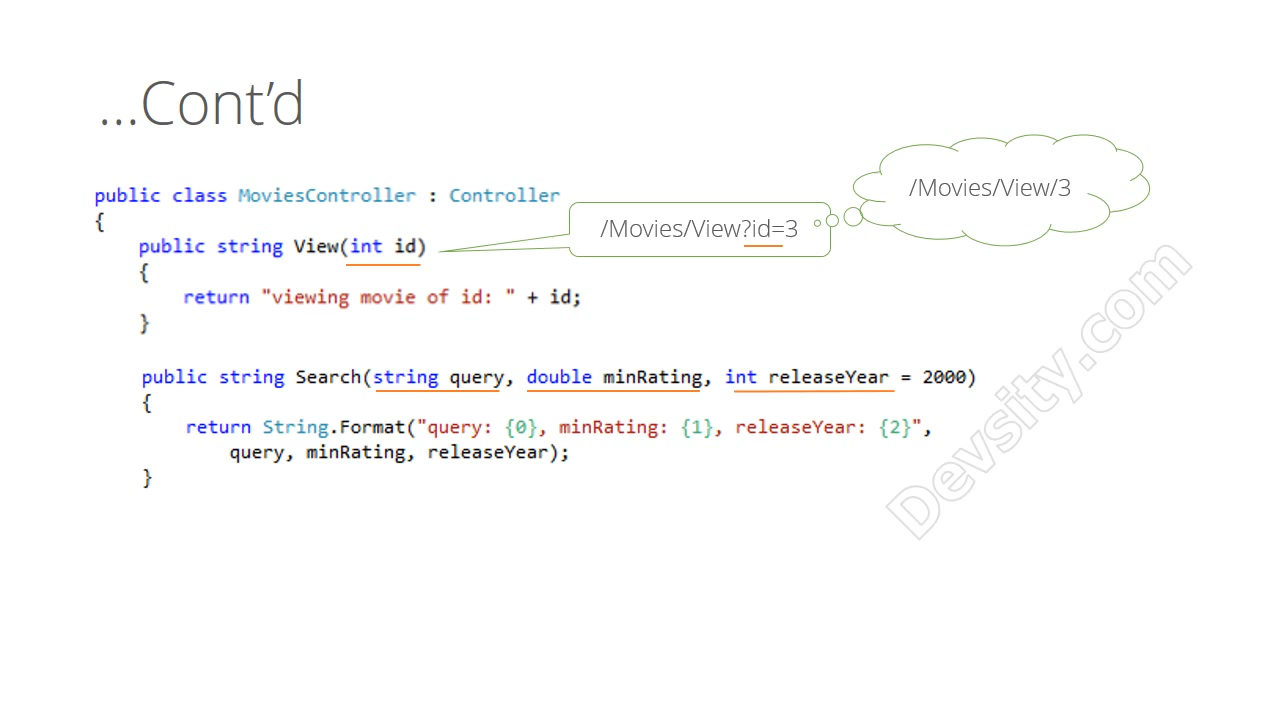 ...Cont’d
public class MoviesController : Controller
{
public string View(int id)
{
return "viewing movie of id: " + id;
}
/Movies/View?id=3
/Movies/View/3
public string Search(string query, double minRating, int releaseYear = 2000)
{
return String.Format("query: {0}, minRating: {1}, releaseYear: {2}",
query, minRating, releaseYear);
}
Devsity.com